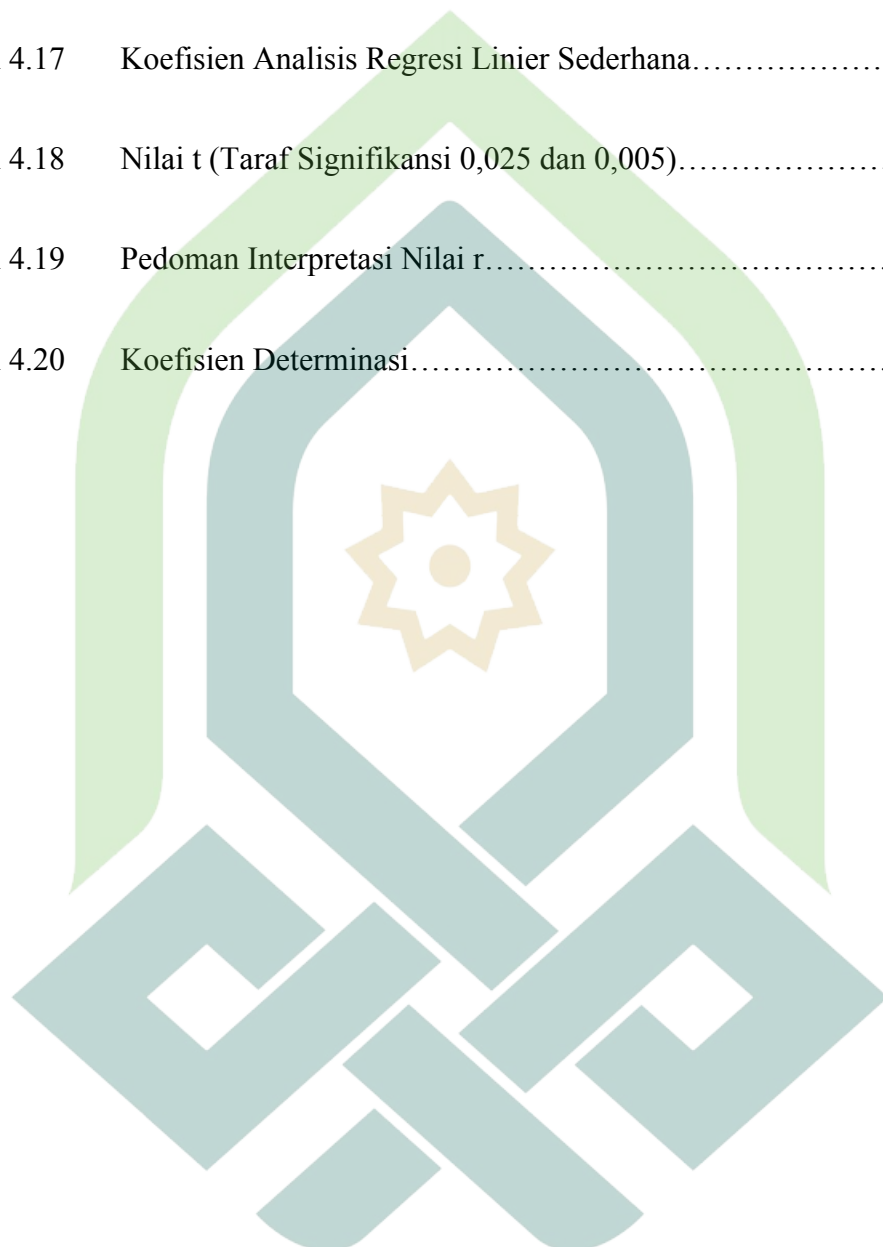 4.17 Koefisien Analisis Regresi Linier Sederhana………………
4.18 Nilai t (Taraf Signifikansi 0,025 dan 0,005)…………………
4.19 Pedoman Interpretasi Nilai r…………………………………
4.20 Koefisien Determinasi…………………………………………